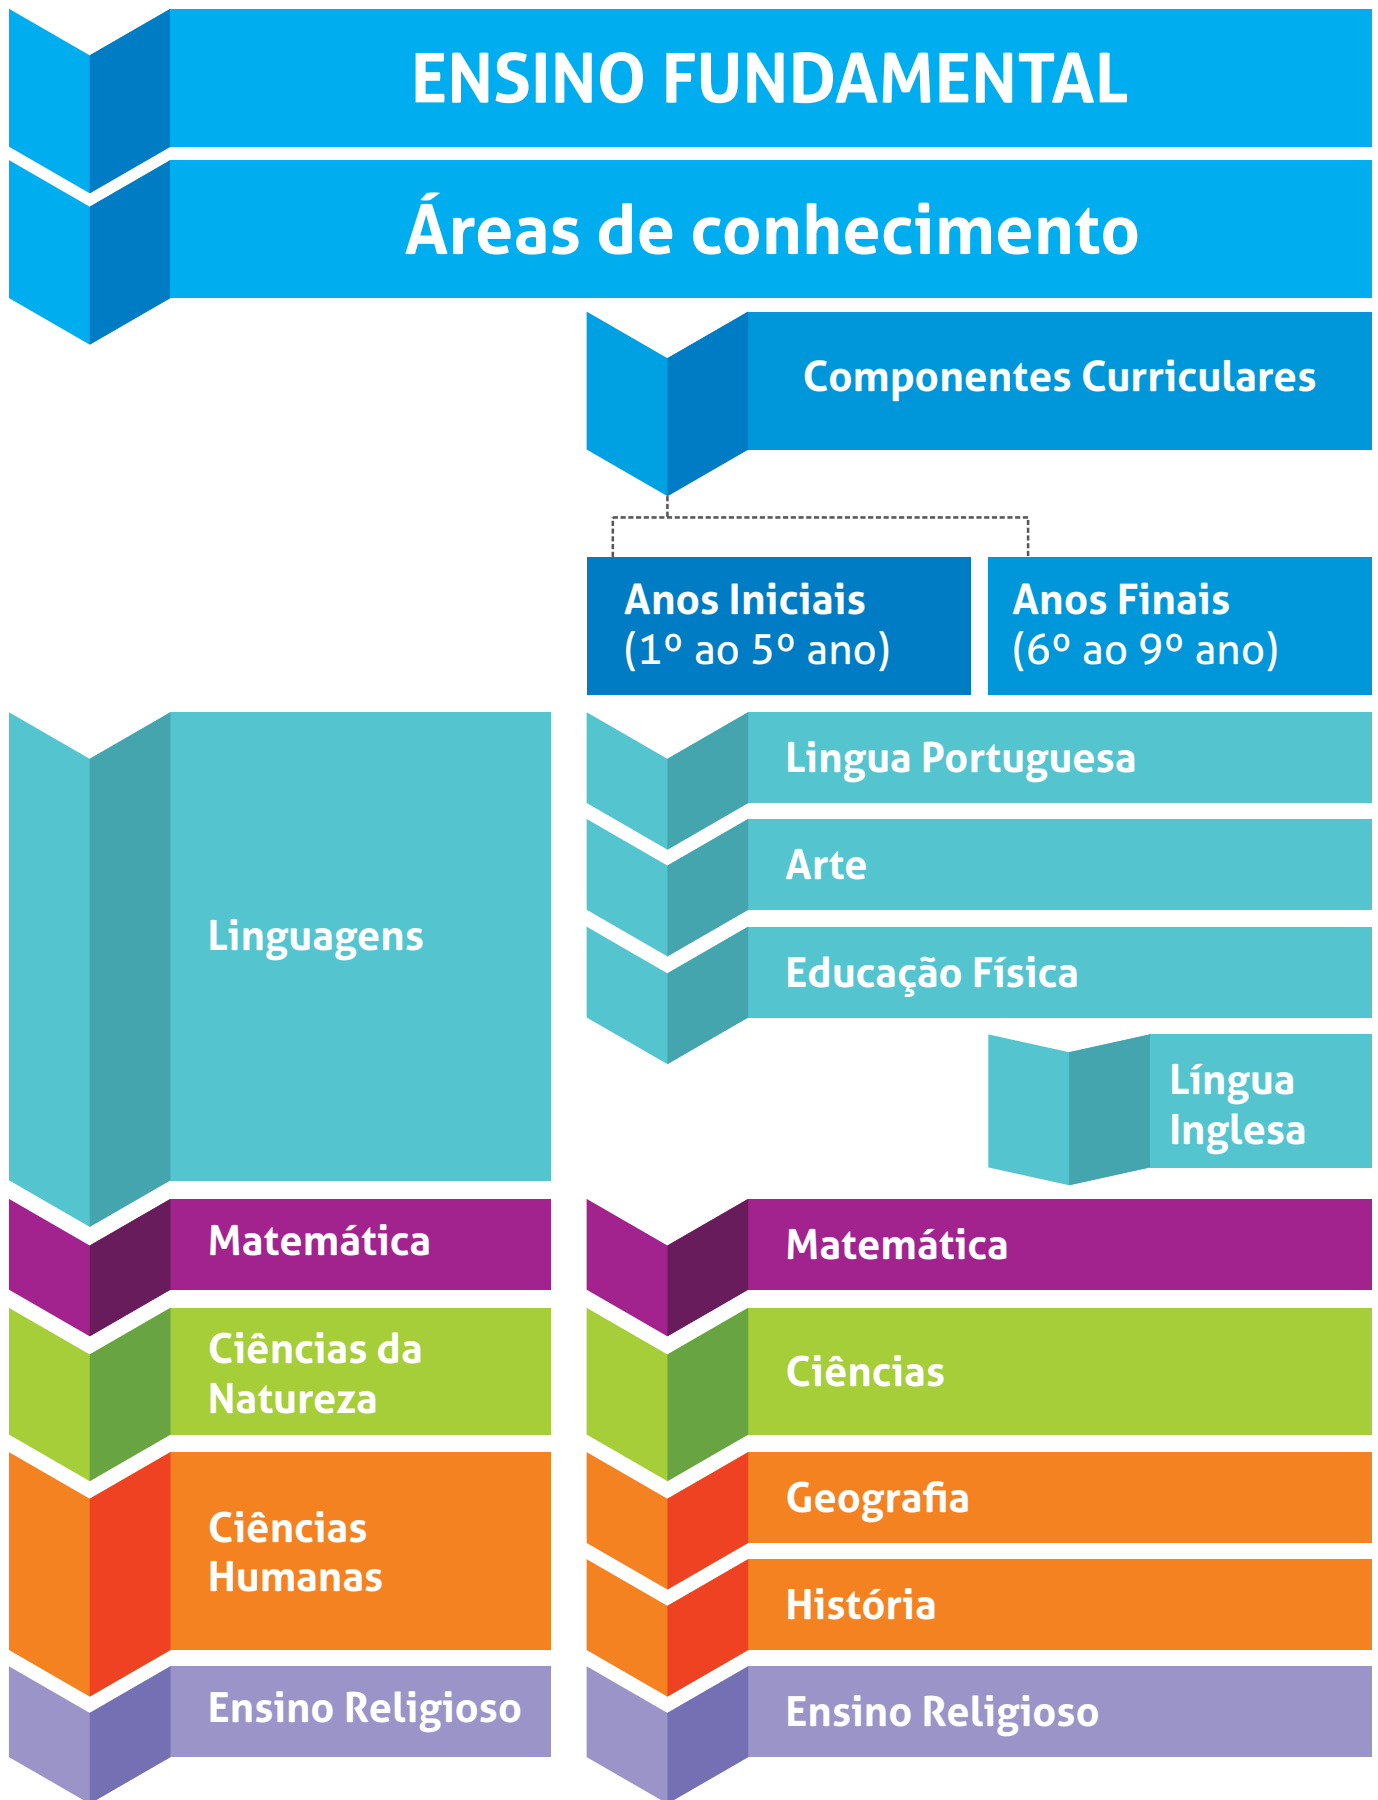 ENSINO FUNDAMENTAL
Áreas de conhecimento
Componentes Curriculares
Anos Iniciais
(1º ao 5º ano)
Anos Finais
(6º ao 9º ano)
Linguagens
Lingua Portuguesa
Arte
Educação Física
Língua
Inglesa
Matemática
Matemática
Ciências da
Natureza
Ciências
Ciências
Humanas
Geografia
História
Ensino Religioso
Ensino Religioso